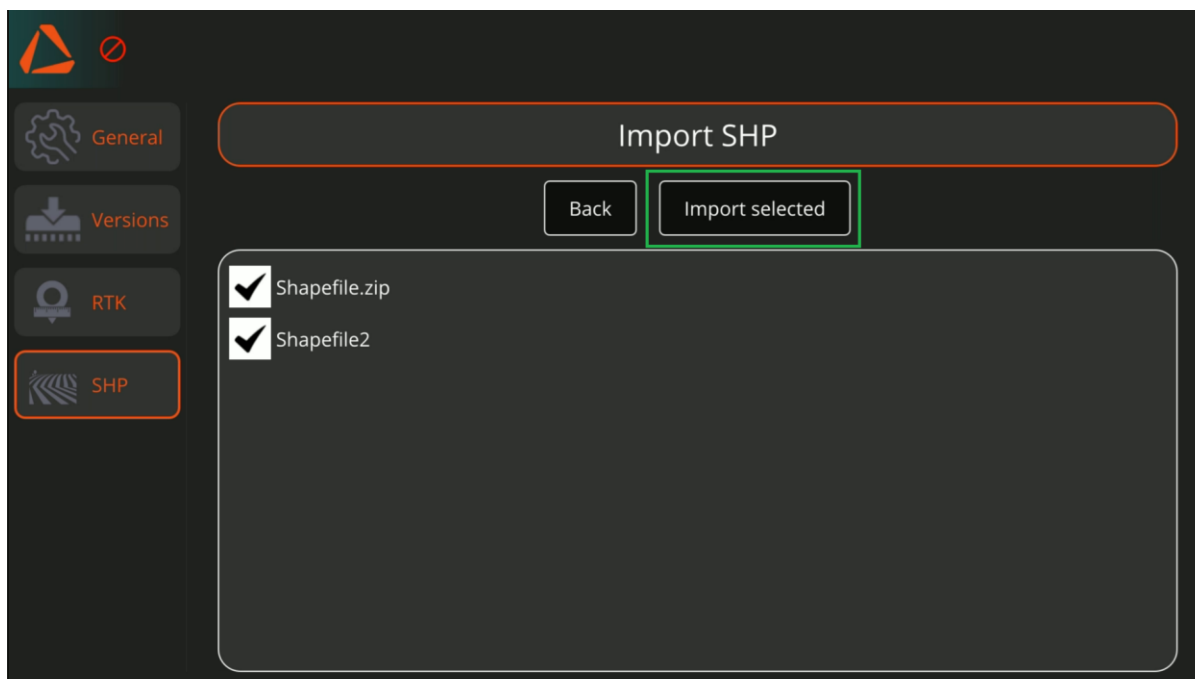 General
Versions
RTK
SHP
Import SHP
Back
Import selected
Shapefile.zip
Shapefile2